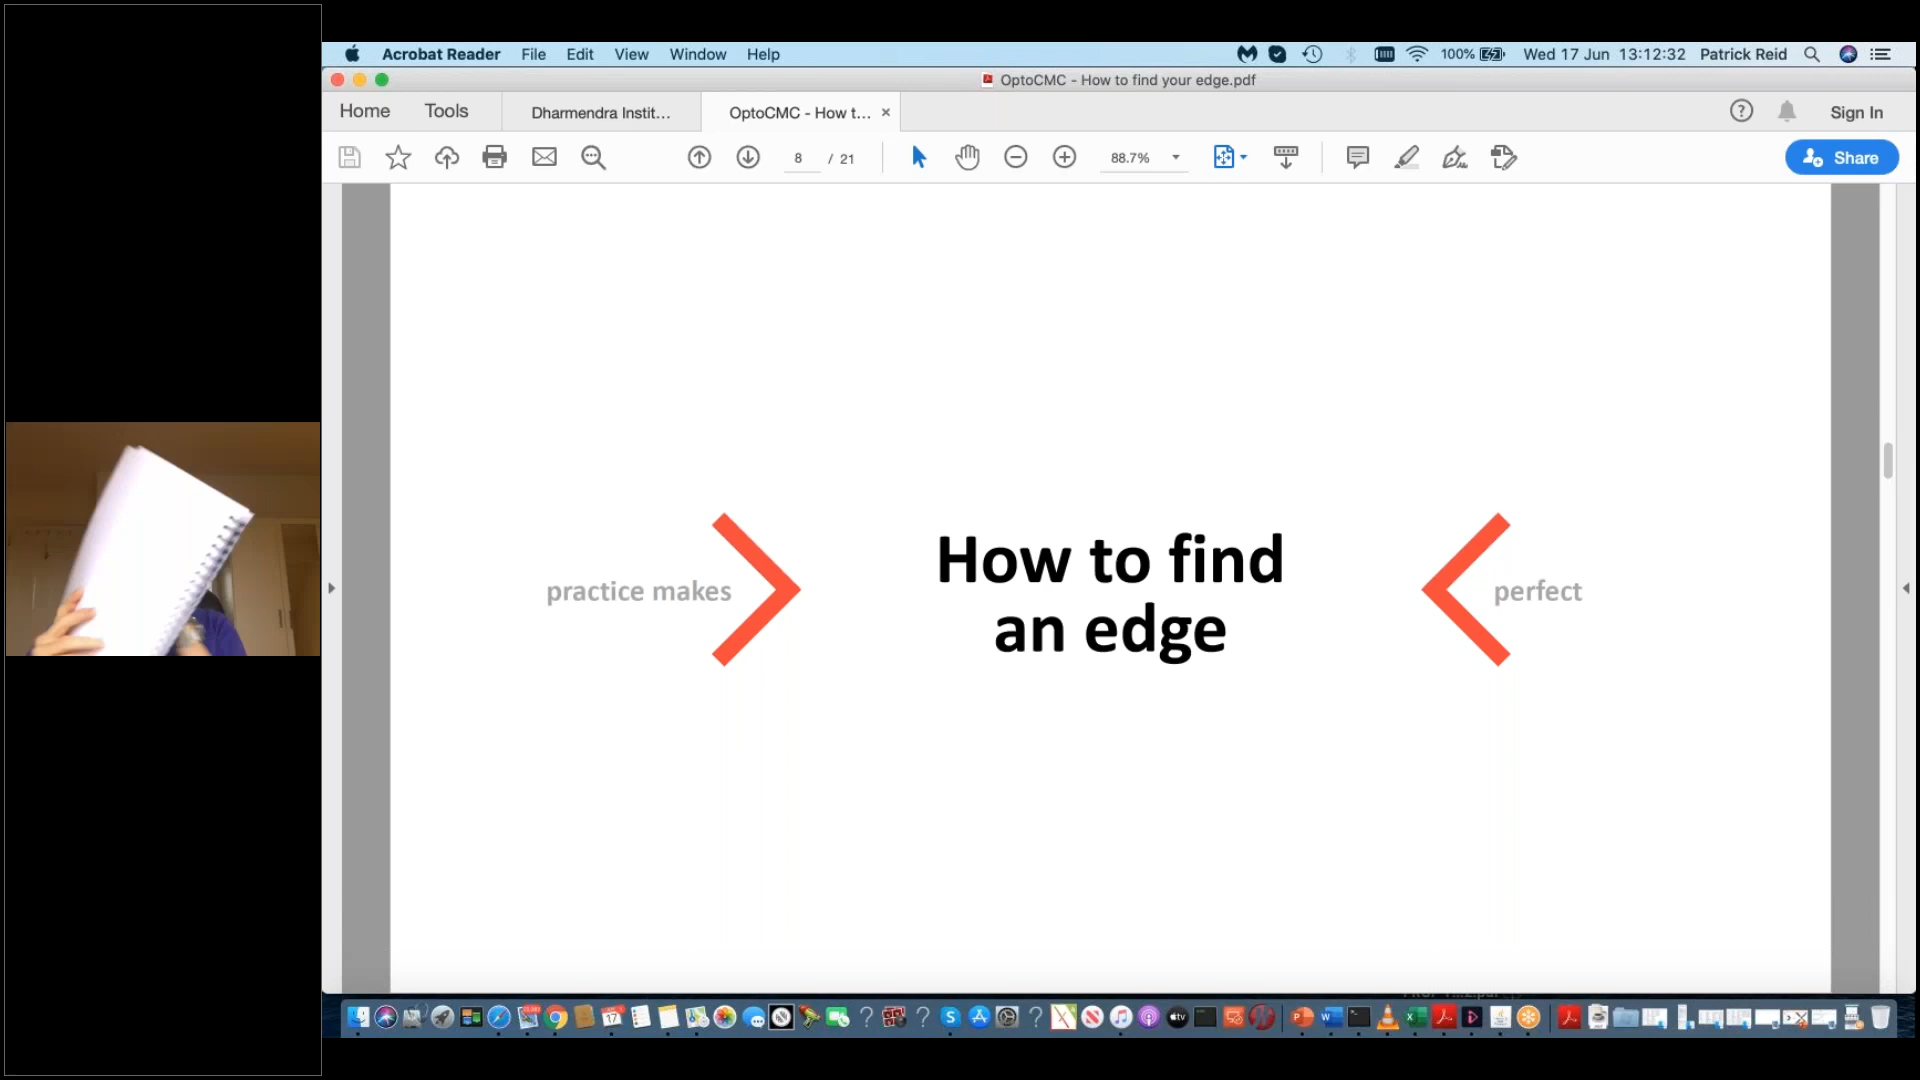 Acrobat Reader File Edit View Window Help 100% Wed 17 Jun 13:12:32 Patrick Reid
OptoCMC - How to find your edge.pdf
Home Tools Dharmendra Instit... OptoCMC - How t... × Sign In
8 / 21 88.7% Share
How to find
an edge
practice makes
perfect